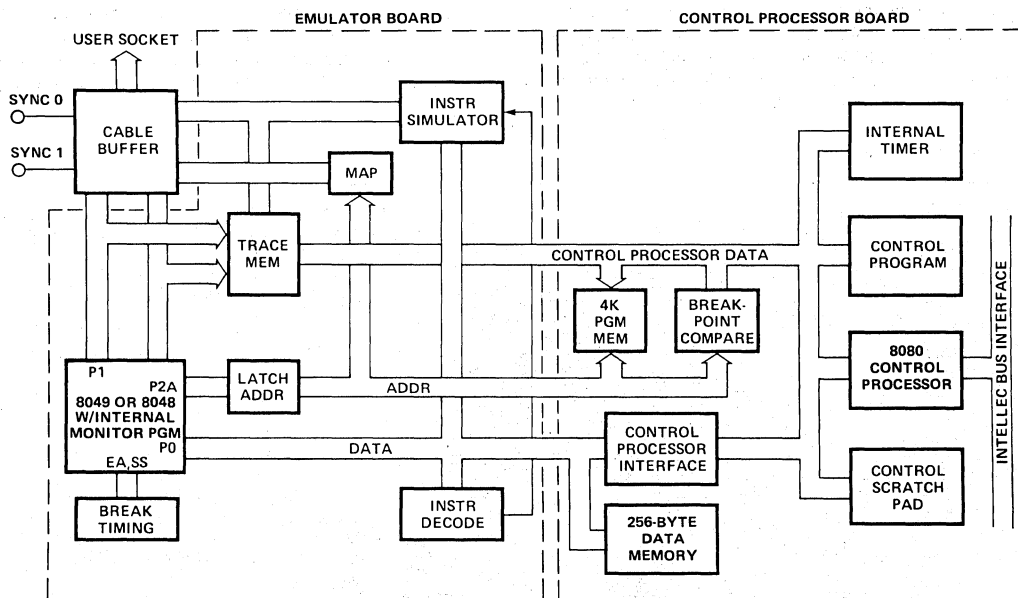 EMULATOR BOARD
CONTROL PROCESSOR BOARD
USER SOCKET
SYNC 0
SYNC 1
CABLE
BUFFER
INSTR
SIMULATOR
MAP
TRACE
MEM
INTERNAL
TIMER
CONTROL PROCESSOR DATA
CONTROL
PROGRAM
4K
PGM
MEM
BREAK-
POINT
COMPARE
8080
CONTROL
PROCESSOR
INTELLEC BUS INTERFACE
P1
P2A
8049 OR 8048
W/INTERNAL
MONITOR PGM
P0
EA,SS
LATCH
ADDR
ADDR
DATA
CONTROL
PROCESSOR
INTERFACE
CONTROL
SCRATCH
PAD
BREAK
TIMING
INSTR
DECODE
256-BYTE
DATA
MEMORY